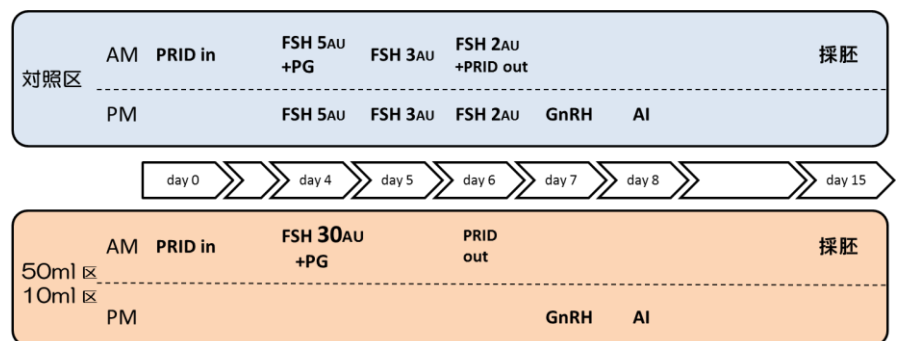 FSH 5AU FSH 2AU
AM PRID in +PG FSH 3AU +PRID out 採胚
対照区
PM FSH 5AU FSH 3AU FSH 2AU GnRH AI
day 0 day 4 day 5 day 6 day 7 day 8 day 15
FSH 30AU PRID
AM PRID in +PG out 採胚
50ml 区
10ml 区
PM GnRH AI